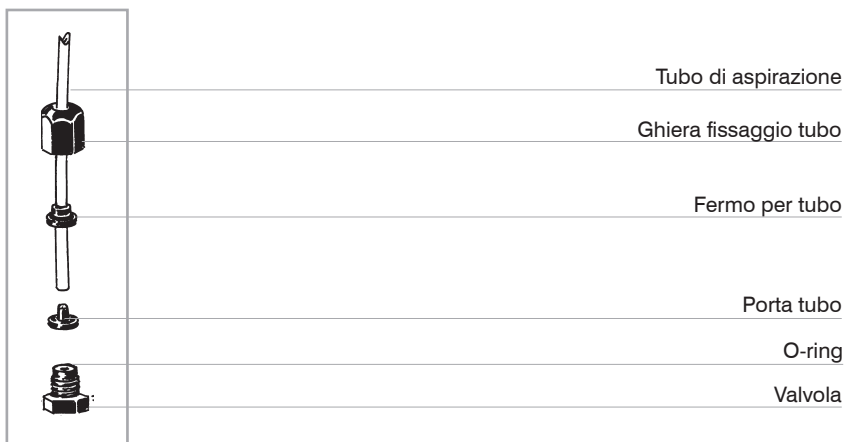 Tubo di aspirazione
Ghiera fissaggio tubo
Fermo per tubo
Porta tubo
O-ring
Valvola